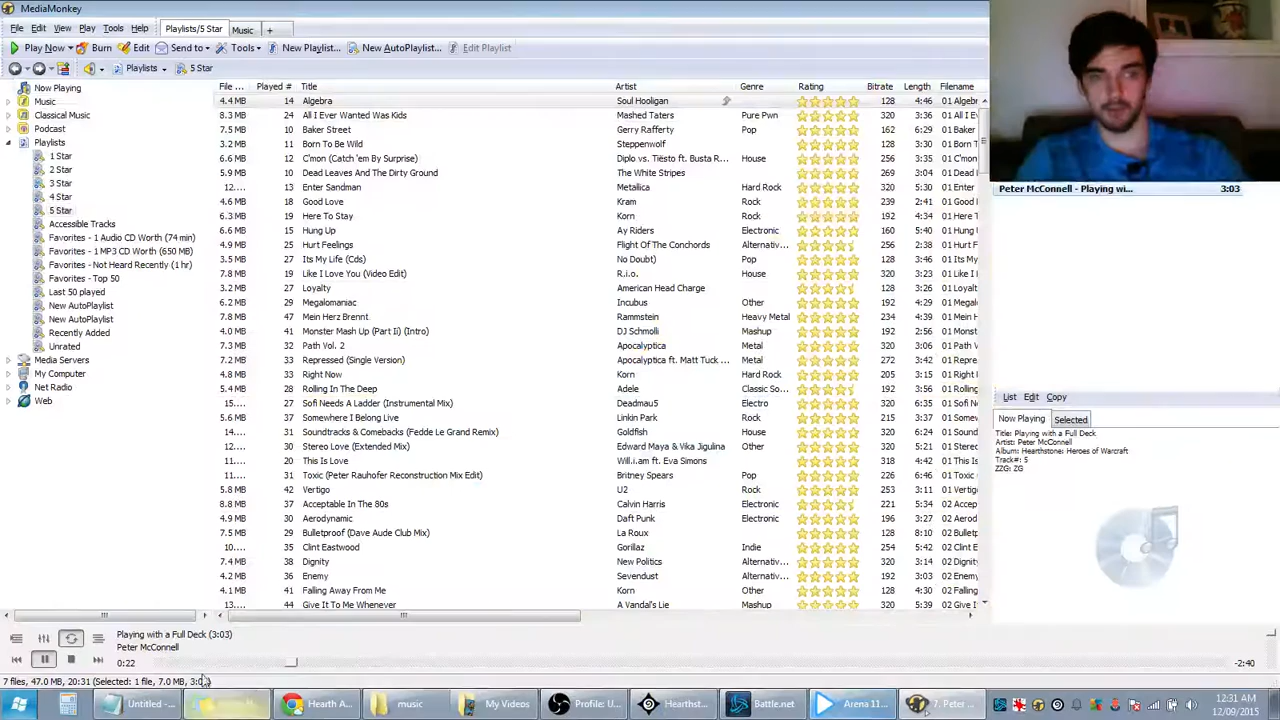 MediaMonkey
File Edit View Play Tools Help Playlists/5 Star Music +
Play Now Burn Edit Send to Tools New Playlist... New AutoPlaylist... Edit Playlist
Playlists 5 Star
Now Playing
Music
Classical Music
Podcast
Playlists
1 Star
2 Star
3 Star
4 Star
5 Star
Accessible Tracks
Favorites - 1 Audio CD Worth (74 min)
Favorites - 1 MP3 CD Worth (650 MB)
Favorites - Not Heard Recently (1 hr)
Favorites - Top 50
Last 50 played
New AutoPlaylist
New AutoPlaylist
Recently Added
Unrated
Media Servers
My Computer
Net Radio
Web
File ... Played # Title Artist Genre Rating Bitrate Length Filename
4.4 MB 14 Algebra Soul Hooligan 128 4:46 01 Algebr
8.3 MB 24 All I Ever Wanted Was Kids Mashed Taters Pure Pwn 320 3:36 01 All I E
7.5 MB 10 Baker Street Gerry Rafferty Pop 162 6:29 01 Baker
3.2 MB 11 Born To Be Wild Steppenwolf 128 3:30 01 Born T
6.6 MB 12 C'mon (Catch 'em By Surprise) Diplo vs. Tiësto ft. Busta R... House 256 3:35 01 C'mon
5.9 MB 10 Dead Leaves And The Dirty Ground The White Stripes 269 3:04 01 Dead L
12.... 13 Enter Sandman Metallica Hard Rock 320 5:30 01 Enter
4.7 MB 18 Good Love Kram Rock 239 2:41 01 Good L
6.3 MB 19 Here To Stay Korn Rock 192 4:31 01 Here T
6.6 MB 15 Hung Up Ay Riders Electronic 160 5:40 01 Hung U
4.9 MB 25 Hurt Feelings Flight Of The Conchords Alternativ... 256 2:38 01 Hurt F
3.5 MB 27 Its My Life (Cds) No Doubt) Pop 128 3:46 01 Its My
7.8 MB 19 Like I Love You (Video Edit) R.i.o. House 320 3:23 01 Like I
3.2 MB 27 Loyalty American Head Charge 128 3:26 01 Loyalt
6.2 MB 29 Megalomaniac Incubus Other 192 4:29 01 Megal
7.8 MB 47 Mein Herz Brennt Rammstein Heavy Metal 234 4:39 01 Mein H
4.0 MB 41 Monster Mash Up (Part Ii) (Intro) DJ Schmolli Mashup 192 2:56 01 Monst
7.3 MB 32 Path Vol. 2 Apocalyptica Metal 320 3:06 01 Path V
7.2 MB 33 Repressed (Single Version) Apocalyptica ft. Matt Tuck ... Metal 272 3:42 01 Repre
4.8 MB 33 Right Now Korn Hard Rock 205 3:15 01 Right
5.4 MB 28 Rolling In The Deep Adele Classic So... 192 3:56 01 Rolling
12.... 27 Sofi Needs A Ladder (Instrumental Mix) Deadmau5 Electro 320 5:31 01 Sofi N
5.6 MB 37 Somewhere I Belong Live Linkin Park Rock 215 3:37 01 Somew
7.2 MB 31 Soundtracks & Comebacks (Fedde Le Grand Remix) Goldfish House 192 5:14 01 Sound
12.... 30 Stereo Love (Extended Mix) Edward Maya & Vika Jigulina Other 320 5:21 01 Stereo
11.... 20 This Is Love Will.i.am ft. Eva Simons 318 4:42 01 This Is
11.... 31 Toxic (Peter Rauhofer Reconstruction Mix Edit) Britney Spears Pop 226 6:46 01 Toxic
5.8 MB 42 Vertigo U2 Rock 253 3:11 01 Vertig
8.8 MB 37 Acceptable In The 80s Calvin Harris Electronic 221 5:34 02 Accep
4.9 MB 30 Aerodynamic Daft Punk Electronic 196 3:27 02 Aerod
7.5 MB 29 Bulletproof (Dave Aude Club Mix) La Roux 128 8:10 02 Bulletp
10.... 35 Clint Eastwood Gorillaz Indie 254 5:42 02 Clint E
7.4 MB 38 Dignity New Politics Alternativ... 320 3:14 02 Dignity
4.2 MB 36 Enemy Sevendust Alternativ... 192 3:03 02 Enemy
4.1 MB 41 Falling Away From Me Korn Other 192 4:30 02 Falling
13.... 44 Give It To Me Whenever A Vandal's Lie Mashup 320 5:39 02 Give It
Peter McConnell - Playing wi... 3:03
List Edit Copy
Now Playing Selected
Title: Playing with a Full Deck
Artist: Peter McConnell
Album: Hearthstone: Heroes of Warcraft
Track#: 5
ZZG: ZG
Playing with a Full Deck (3:03)
Peter McConnell
0:22 -2:40
7 files, 47.0 MB, 20:31 (Selected: 1 file, 7.0 MB, 3:0
Untitled -... Hearth A... music My Videos Profile: U... Hearthst... Battle.net Arena 11... 7. Peter ... 12:31 AM
12/09/2015